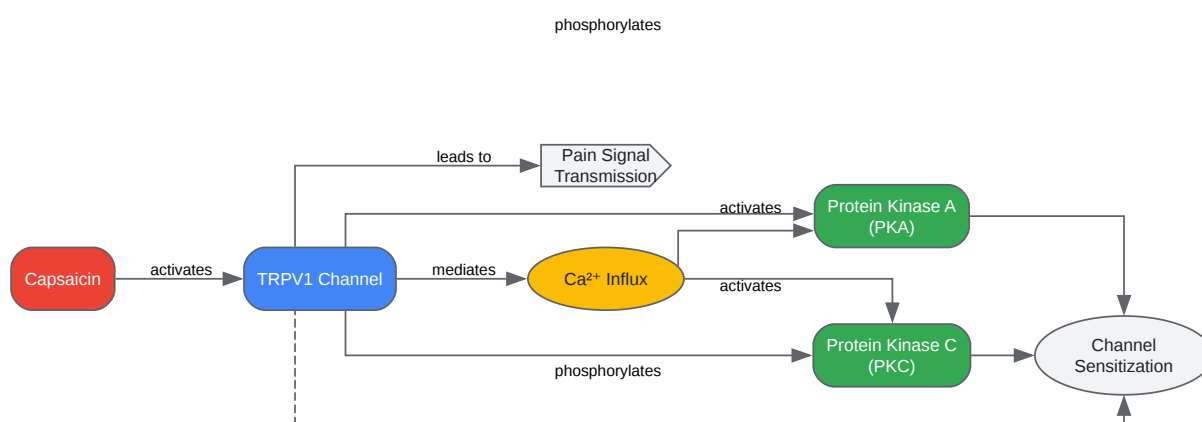 phosphorylates
leads to
Pain Signal
Transmission
activates
Protein Kinase A
(PKA)
Capsaicin
activates
TRPV1 Channel
mediates
Ca²⁺ Influx
activates
Protein Kinase C
(PKC)
Channel
Sensitization
phosphorylates